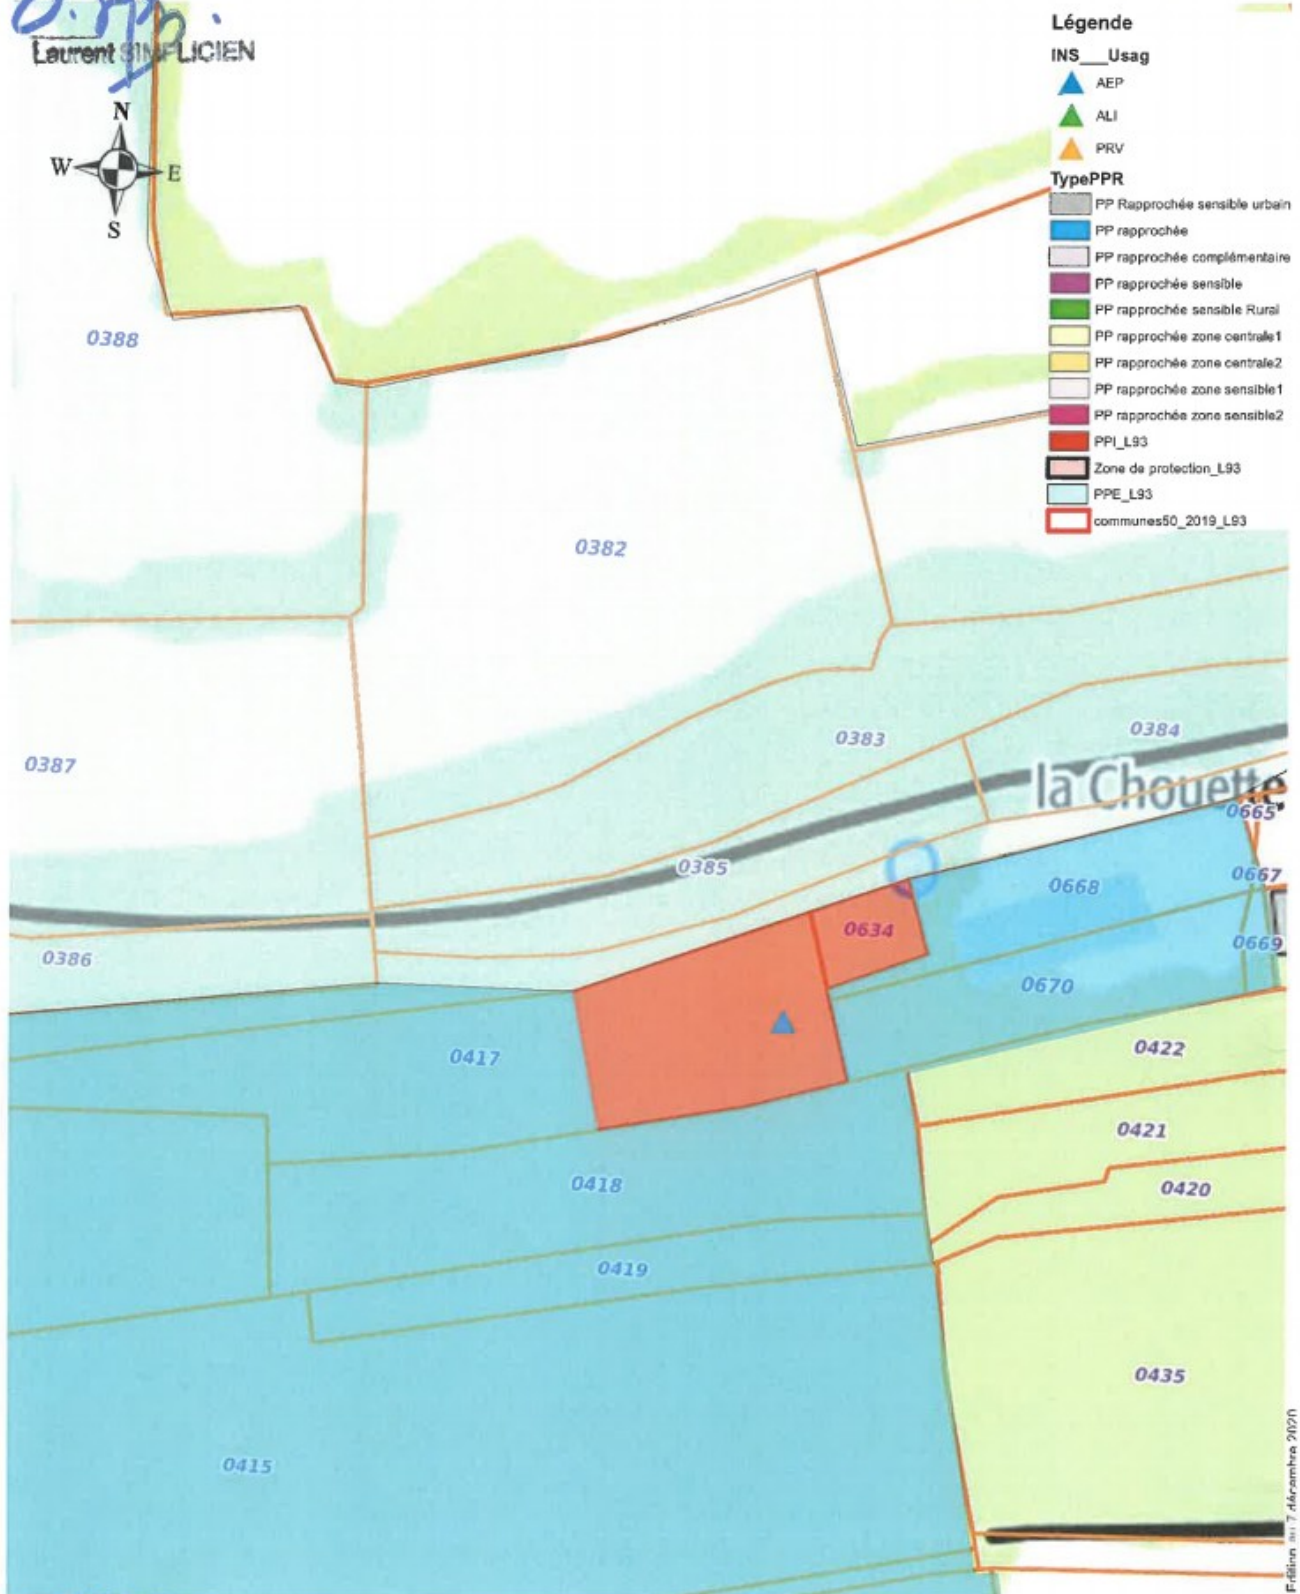 Laurent SIMPLICIEN
N
W
E
S
Légende
INS___Usag
AEP
ALI
PRV
TypePPR
PP Rapprochée sensible urbain
PP rapprochée
PP rapprochée complémentaire
PP rapprochée sensible
PP rapprochée sensible Rural
PP rapprochée zone centrale1
PP rapprochée zone centrale2
PP rapprochée zone sensible1
PP rapprochée zone sensible2
PPI_L93
Zone de protection_L93
PPE_L93
communes50_2019_L93
0388
0382
0387
0383
0384
la Chouette
0665
0385
0668
0667
0634
0669
0386
0670
0417
0422
0421
0418
0420
0419
0435
0415
Edition au 7 décembre 2020